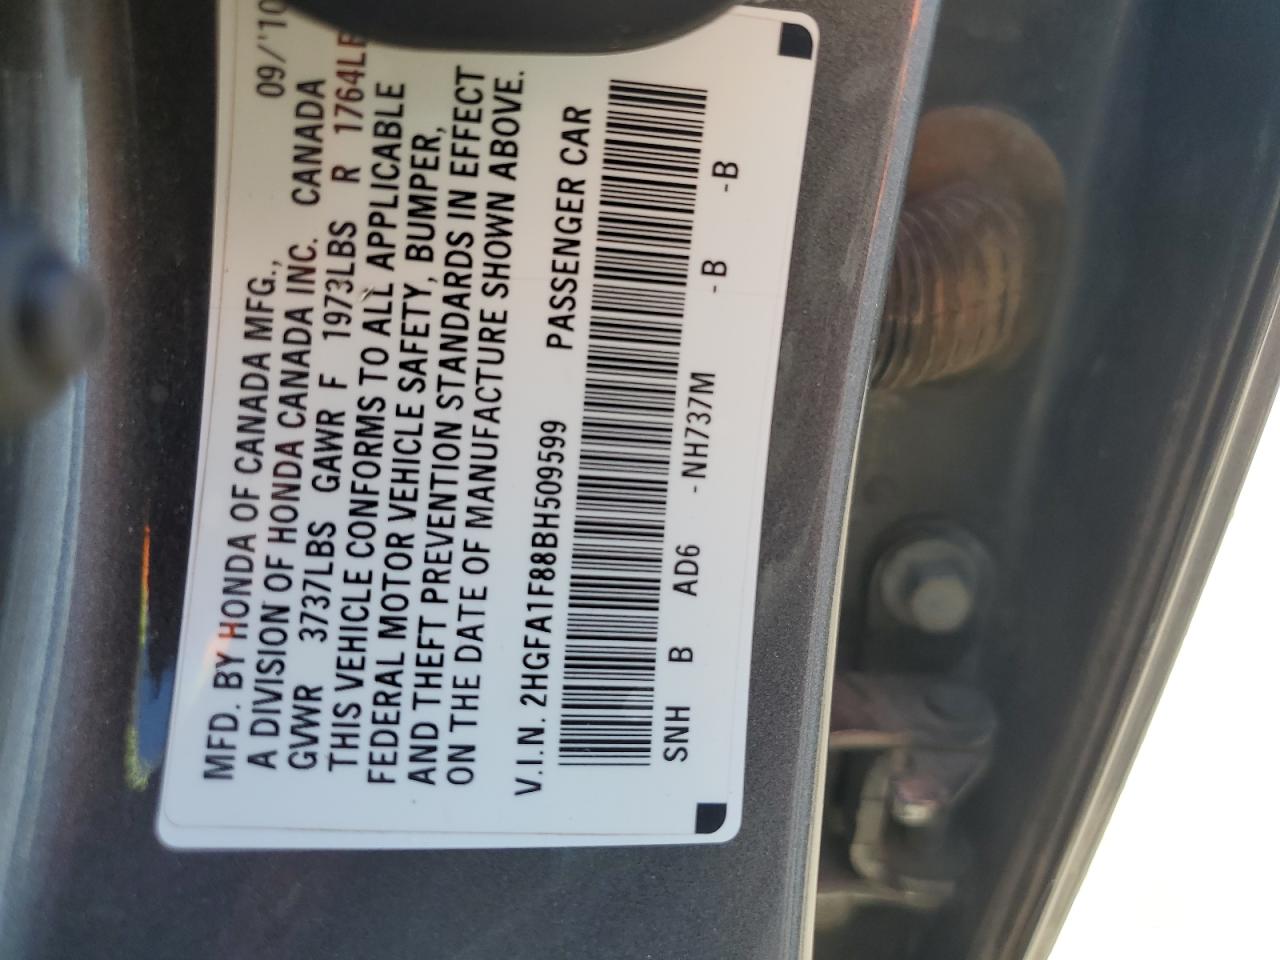 MFD. BY HONDA OF CANADA MFG., 09/'10
A DIVISION OF HONDA CANADA INC. CANADA
GVWR 3737LBS GAWR F 1973LBS R 1764LB
THIS VEHICLE CONFORMS TO ALL APPLICABLE
FEDERAL MOTOR VEHICLE SAFETY, BUMPER,
AND THEFT PREVENTION STANDARDS IN EFFECT
ON THE DATE OF MANUFACTURE SHOWN ABOVE.
V.I.N. 2HGFA1F88BH509599 PASSENGER CAR
SNH B AD6 -NH737M -B -B